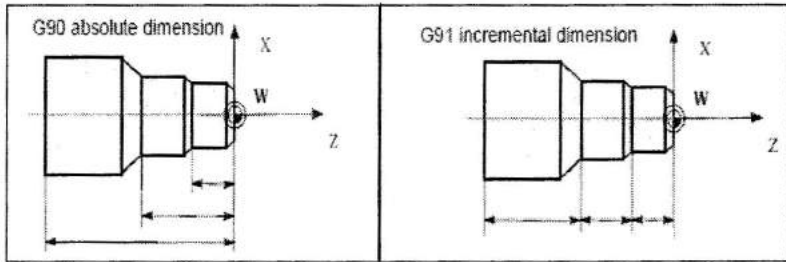 G90 absolute dimension
X
W
Z
G91 incremental dimension
X
W
Z